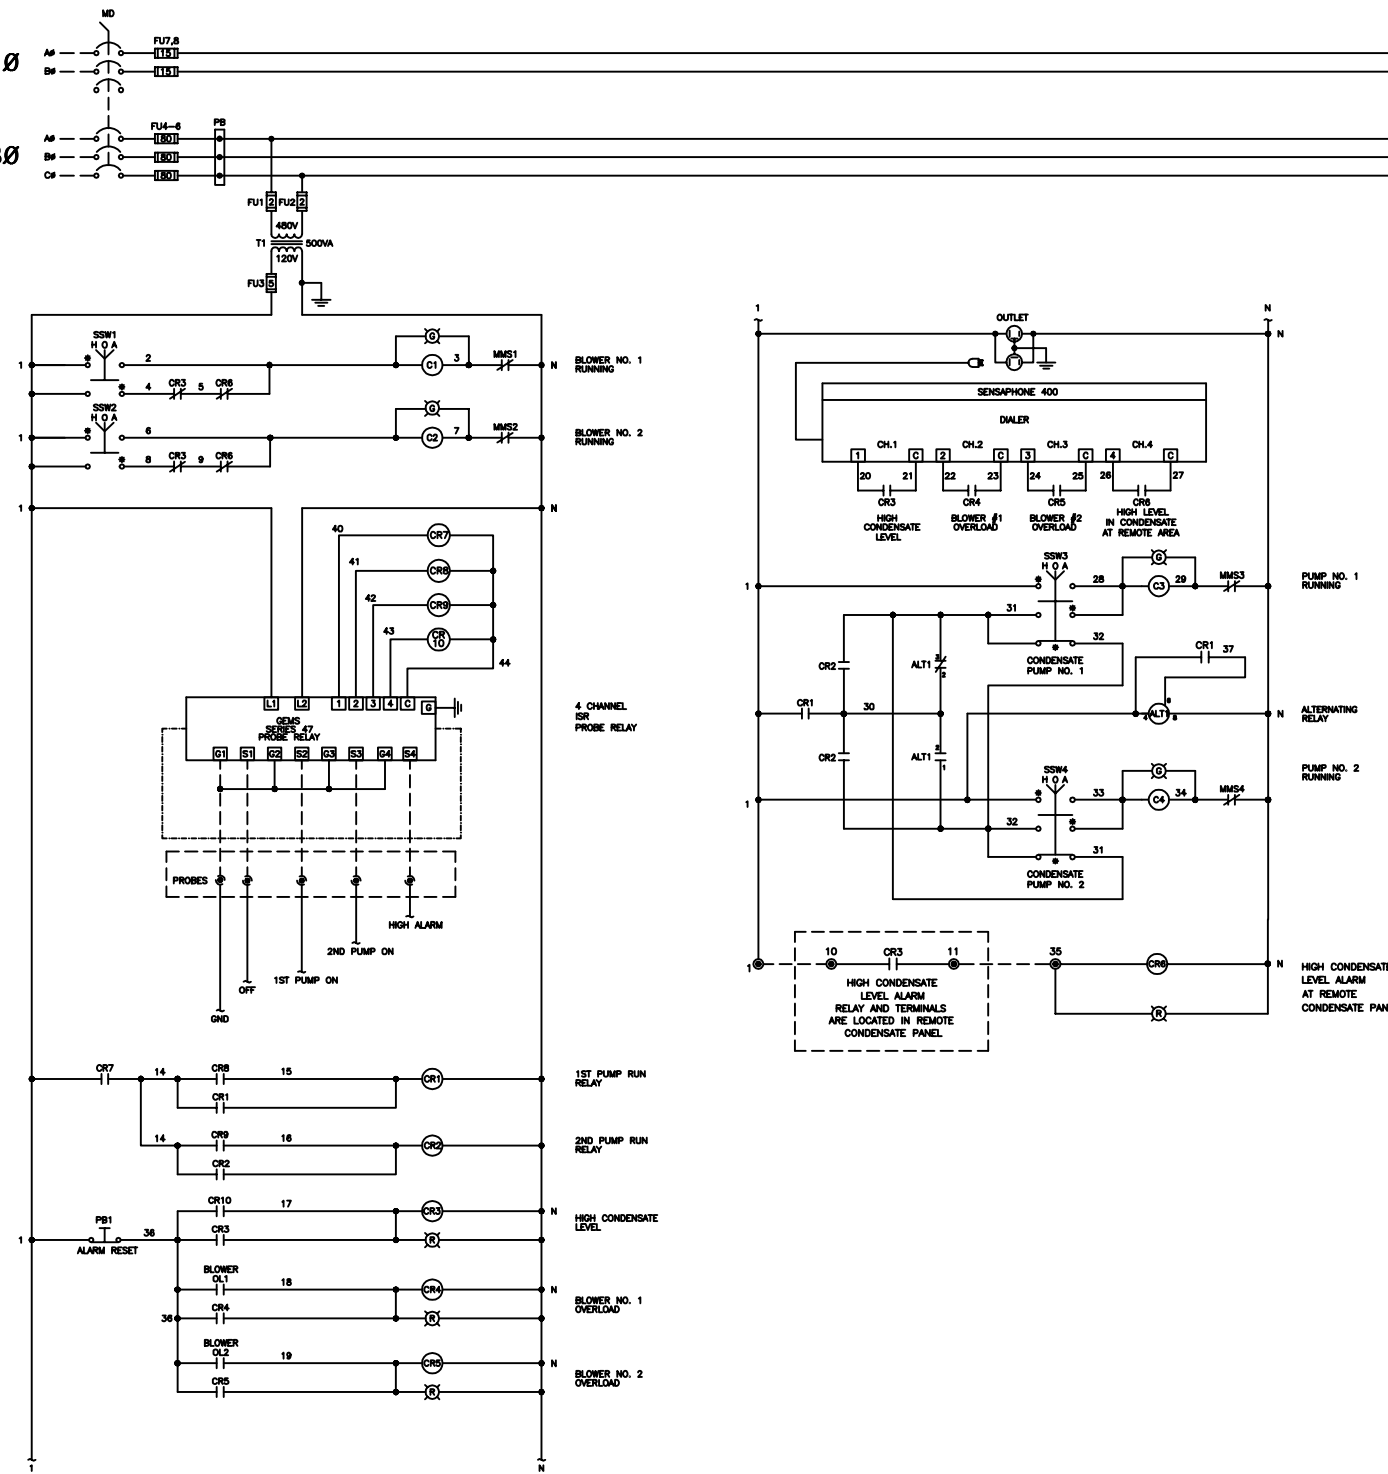 MD
FU7,8
Ø
AØ
15
BØ
15
FU4-6
PB
AØ
80
Ø
BØ
80
CØ
80
FU1
2
FU2
2
480V
T1
500VA
120V
FU3
5
SSW1
H O A
1
*
2
G
C1
3
MMS1
N
BLOWER NO. 1
RUNNING
*
4
CR3
5
CR6
SSW2
H O A
1
*
6
G
C2
7
MMS2
BLOWER NO. 2
RUNNING
*
8
CR3
9
CR6
1
N
40
CR7
41
CR8
42
CR9
43
CR
10
44
L1
L2
1
2
3
4
C
G
GEMS
SERIES 47
PROBE RELAY
4 CHANNEL
ISR
PROBE RELAY
G1
S1
G2
S2
G3
S3
G4
S4
PROBES
HIGH ALARM
2ND PUMP ON
1ST PUMP ON
OFF
GND
CR7
14
CR8
15
CR1
1ST PUMP RUN
RELAY
CR1
14
CR9
16
CR2
2ND PUMP RUN
RELAY
CR2
CR10
17
CR3
N
HIGH CONDENSATE
LEVEL
1
PB1
36
CR3
R
ALARM RESET
BLOWER
OL1
18
CR4
N
BLOWER NO. 1
OVERLOAD
36
CR4
R
BLOWER
OL2
19
CR5
N
BLOWER NO. 2
OVERLOAD
CR5
R
1
N
1
N
OUTLET
N
SENSAPHONE 400
DIALER
CH.1
CH.2
CH.3
CH.4
1
C
2
C
3
C
4
C
20
21
22
23
24
25
26
27
CR3
CR4
CR5
CR6
HIGH
CONDENSATE
LEVEL
BLOWER #1
OVERLOAD
BLOWER #2
OVERLOAD
HIGH LEVEL
IN CONDENSATE
AT REMOTE AREA
SSW3
H O A
1
*
28
G
C3
29
MMS3
PUMP NO. 1
RUNNING
31
*
32
*
CONDENSATE
PUMP NO. 1
CR2
ALT1
3
2
CR1
37
CR1
30
6
4
ALT1
8
N
ALTERNATING
RELAY
CR2
ALT1
2
1
SSW4
H O A
1
*
33
G
C4
34
MMS4
PUMP NO. 2
RUNNING
32
*
31
*
CONDENSATE
PUMP NO. 2
1
10
CR3
11
35
CR6
N
HIGH CONDENSATE
LEVEL ALARM
AT REMOTE
CONDENSATE PAN
R
HIGH CONDENSATE
LEVEL ALARM
RELAY AND TERMINALS
ARE LOCATED IN REMOTE
CONDENSATE PANEL